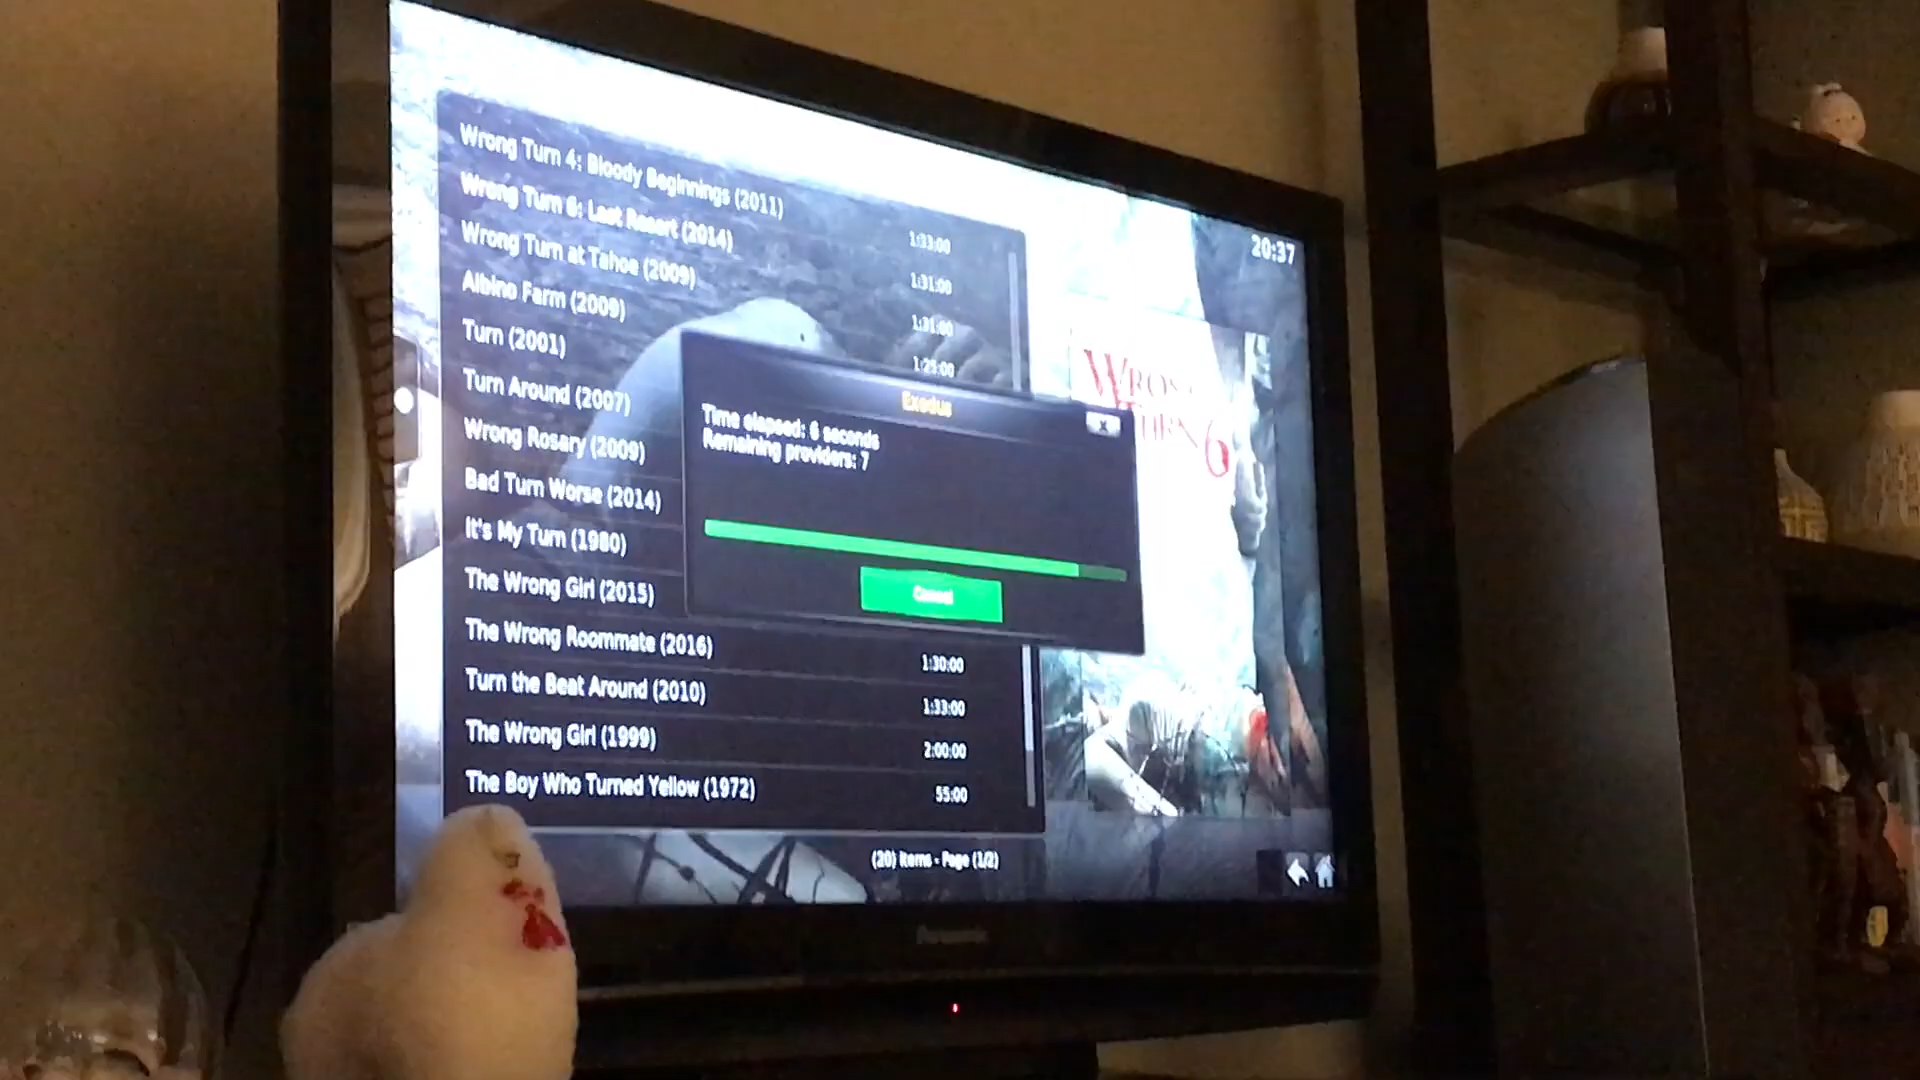 Wrong Turn 4: Bloody Beginnings (2011)
1:33:00
Wrong Turn 6: Last Resort (2014)
1:31:00
Wrong Turn at Tahoe (2009)
1:31:00
Albino Farm (2009)
1:25:00
Turn (2001)
Turn Around (2007)
Wrong Rosary (2009)
Bad Turn Worse (2014)
It's My Turn (1980)
The Wrong Girl (2015)
The Wrong Roommate (2016)
1:30:00
Turn the Beat Around (2010)
1:33:00
The Wrong Girl (1999)
2:00:00
The Boy Who Turned Yellow (1972)
55:00
(20) Items - Page (1/2)
20:37
Exodus
x
Time elapsed: 6 seconds
Remaining providers: 7
Cancel
WRONG
TURN 6
Panasonic